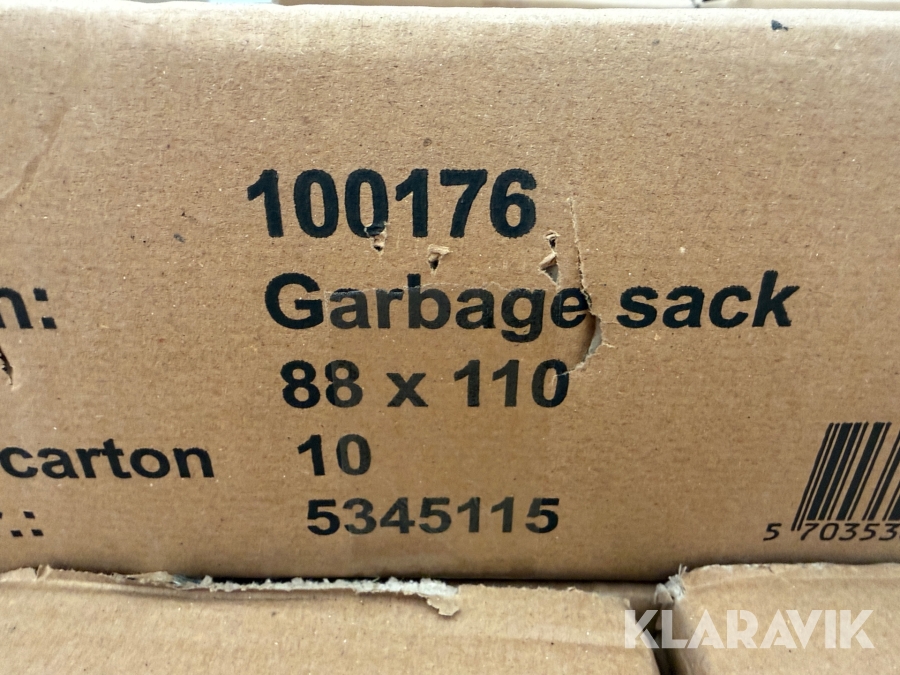 100176
n: Garbage sack
88 x 110
carton 10
r.: 5345115
5 70353
KLARAVIK